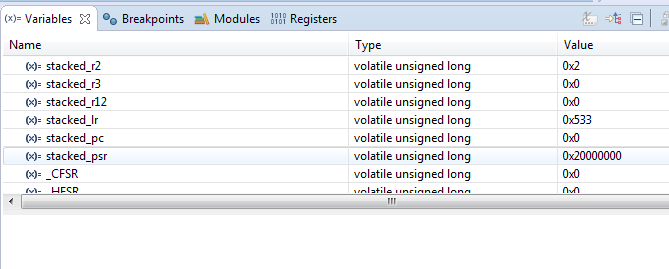 (x)= Variables Breakpoints Modules 1010 0101 Registers
Name Type Value
(x)= stacked_r2 volatile unsigned long 0x2
(x)= stacked_r3 volatile unsigned long 0x0
(x)= stacked_r12 volatile unsigned long 0x0
(x)= stacked_lr volatile unsigned long 0x533
(x)= stacked_pc volatile unsigned long 0x0
(x)= stacked_psr volatile unsigned long 0x20000000
(x)= _CFSR volatile unsigned long 0x0
(x)= _HFSR volatile unsigned long 0x0